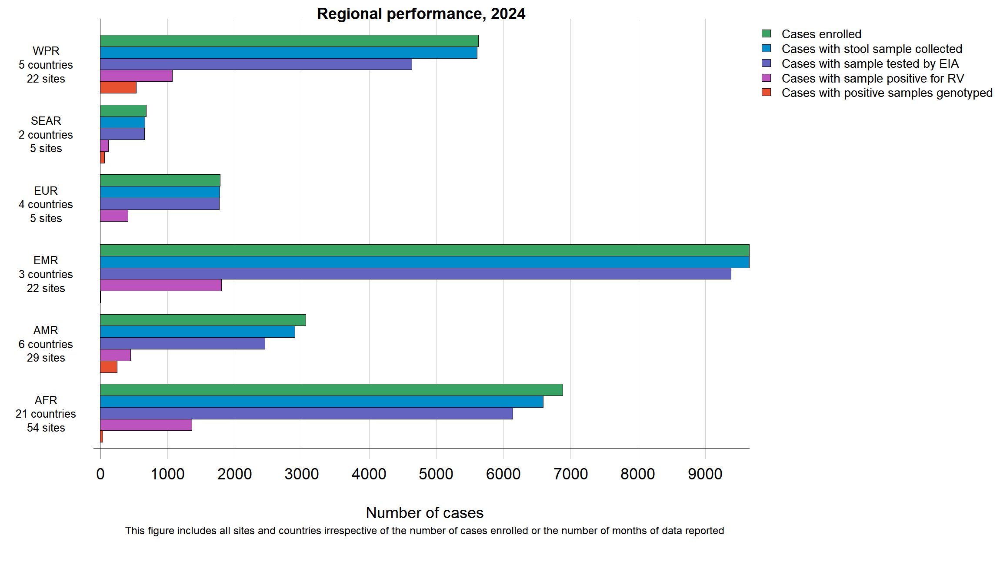 Regional performance, 2024
Cases enrolled
Cases with stool sample collected
Cases with sample tested by EIA
Cases with sample positive for RV
Cases with positive samples genotyped
WPR
5 countries
22 sites
SEAR
2 countries
5 sites
EUR
4 countries
5 sites
EMR
3 countries
22 sites
AMR
6 countries
29 sites
AFR
21 countries
54 sites
0 1000 2000 3000 4000 5000 6000 7000 8000 9000
Number of cases
This figure includes all sites and countries irrespective of the number of cases enrolled or the number of months of data reported